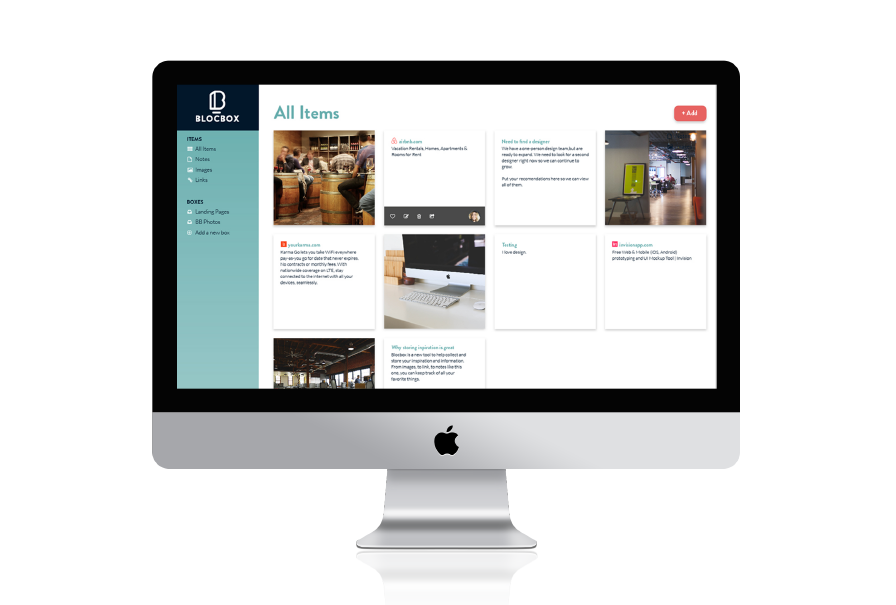 BLOCBOX
ITEMS
All Items
Notes
Images
Links
BOXES
Landing Pages
BB Photos
Add a new box
All Items
+ Add
airbnb.com
Vacation Rentals, Homes, Apartments &
Rooms for Rent
Need to find a designer
We have a one-person design team, but are
ready to expand. We need to look for a second
designer right now so we can continue to
grow.
Put your recomendations here so we can view
all of them.
yourkarma.com
Karma Go lets you take WiFi everywhere
pay-as-you-go for data that never expires.
No contracts or monthly fees. With
nationwide coverage on LTE, stay
connected to the internet with all your
devices, seamlessly.
Testing
I love design.
invisionapp.com
Free Web & Mobile (iOS, Android)
prototyping and UI Mockup Tool | InVision
Why storing inpiration is great
Blocbox is a new tool to help collect and
store your inspiration and information.
From images, to link, to notes like this
one, you can keep track of all your
favorite things.